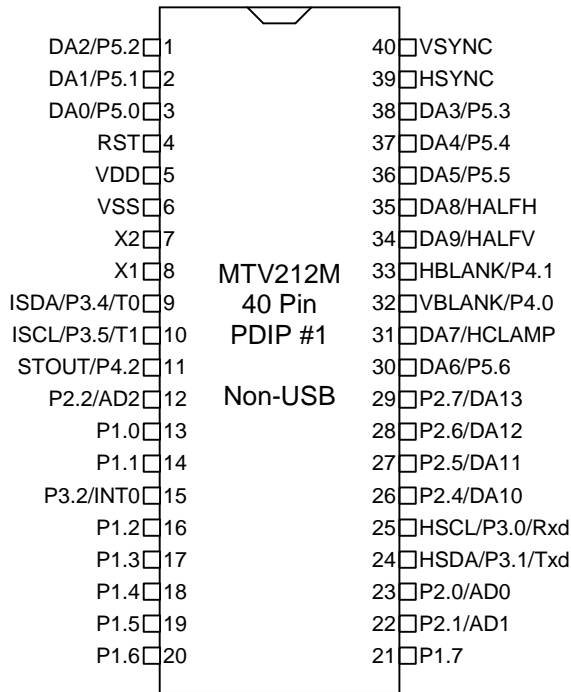 DA2/P5.2 1 40 VSYNC
DA1/P5.1 2 39 HSYNC
DA0/P5.0 3 38 DA3/P5.3
RST 4 37 DA4/P5.4
VDD 5 36 DA5/P5.5
VSS 6 35 DA8/HALFH
X2 7 34 DA9/HALFV
X1 8 MTV212M 33 HBLANK/P4.1
ISDA/P3.4/T0 9 40 Pin 32 VBLANK/P4.0
ISCL/P3.5/T1 10 PDIP #1 31 DA7/HCLAMP
STOUT/P4.2 11 30 DA6/P5.6
P2.2/AD2 12 Non-USB 29 P2.7/DA13
P1.0 13 28 P2.6/DA12
P1.1 14 27 P2.5/DA11
P3.2/INT0 15 26 P2.4/DA10
P1.2 16 25 HSCL/P3.0/Rxd
P1.3 17 24 HSDA/P3.1/Txd
P1.4 18 23 P2.0/AD0
P1.5 19 22 P2.1/AD1
P1.6 20 21 P1.7